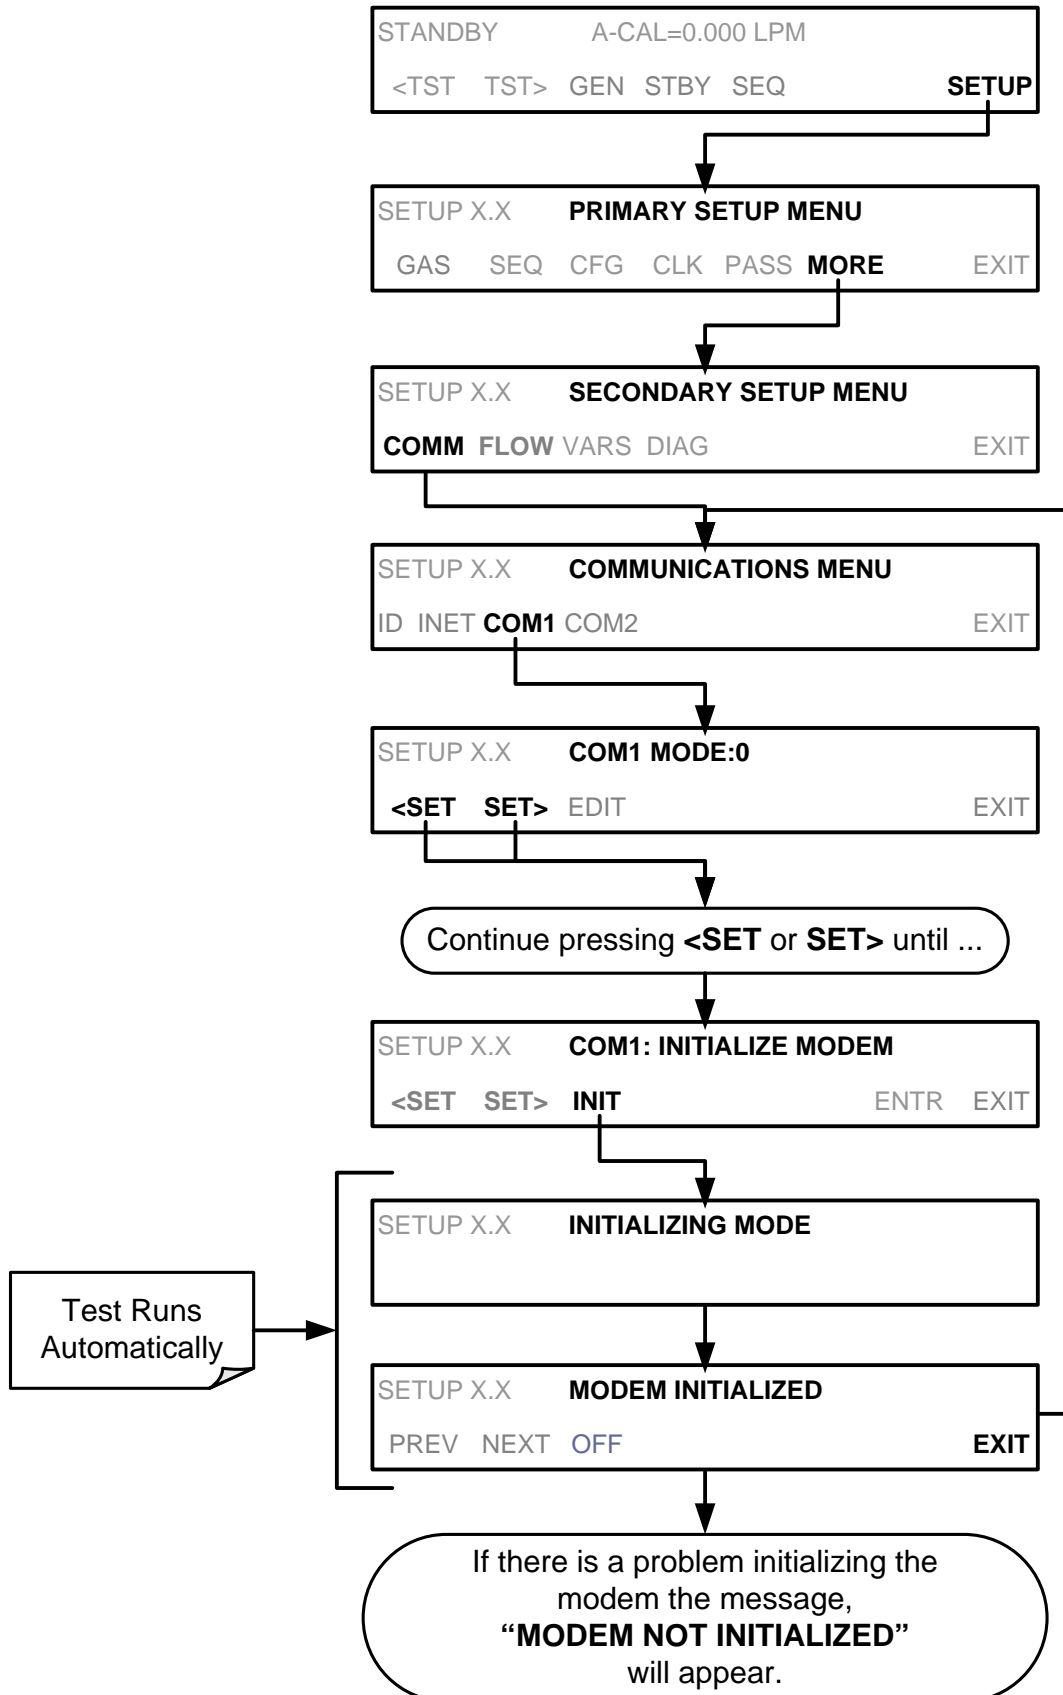 STANDBY A-CAL=0.000 LPM
<TST TST> GEN STBY SEQ SETUP
SETUP X.X PRIMARY SETUP MENU
GAS SEQ CFG CLK PASS MORE EXIT
SETUP X.X SECONDARY SETUP MENU
COMM FLOW VARS DIAG EXIT
SETUP X.X COMMUNICATIONS MENU
ID INET COM1 COM2 EXIT
SETUP X.X COM1 MODE:0
<SET SET> EDIT EXIT
Continue pressing <SET or SET> until ...
SETUP X.X COM1: INITIALIZE MODEM
<SET SET> INIT ENTR EXIT
SETUP X.X INITIALIZING MODE
Test Runs
Automatically
SETUP X.X MODEM INITIALIZED
PREV NEXT OFF EXIT
If there is a problem initializing the
modem the message,
“MODEM NOT INITIALIZED”
will appear.